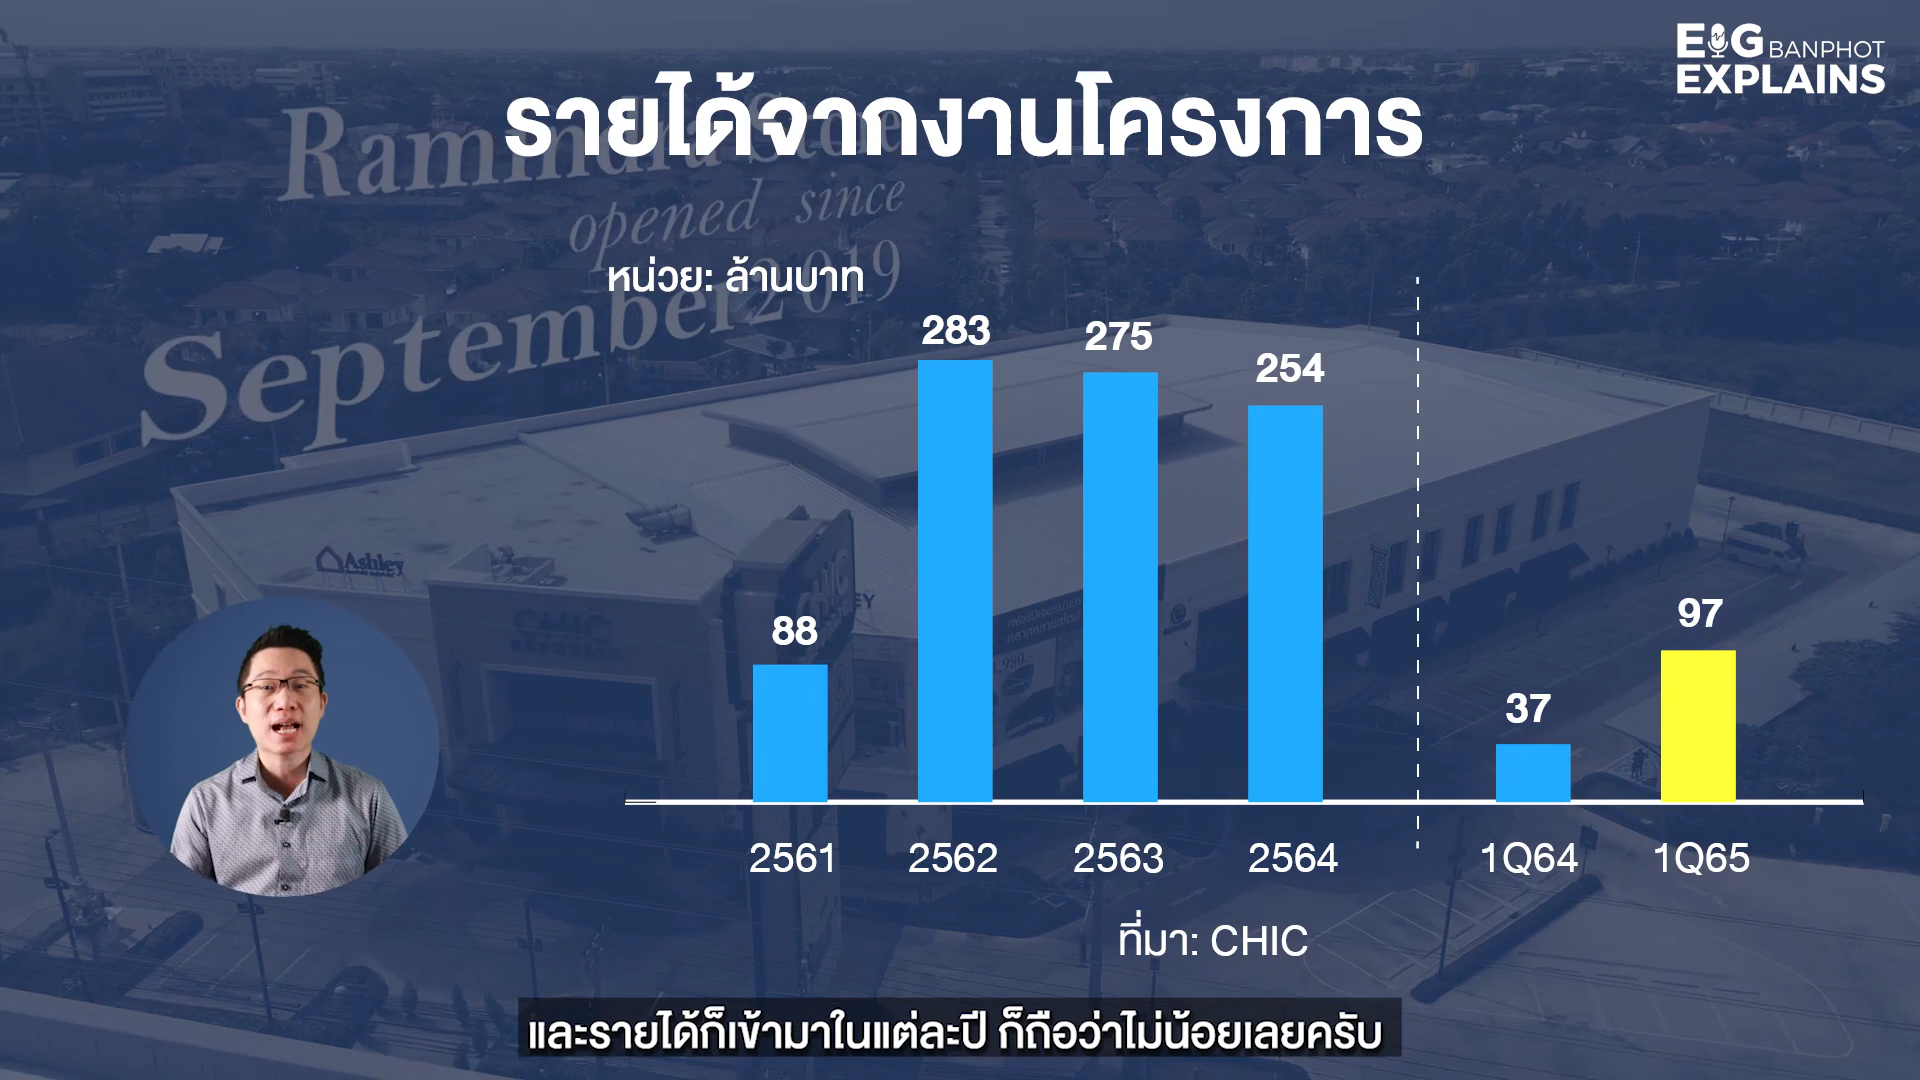 EIG BANPHOT
EXPLAINS
รายได้จากงานโครงการ
opened since
September 2019
หน่วย: ล้านบาท
283
275
254
88
97
37
Ashley
CHIC
2561 2562 2563 2564 1Q64 1Q65
ที่มา: CHIC
และรายได้ก็เข้ามาในแต่ละปี ก็ถือว่าไม่น้อยเลยครับ